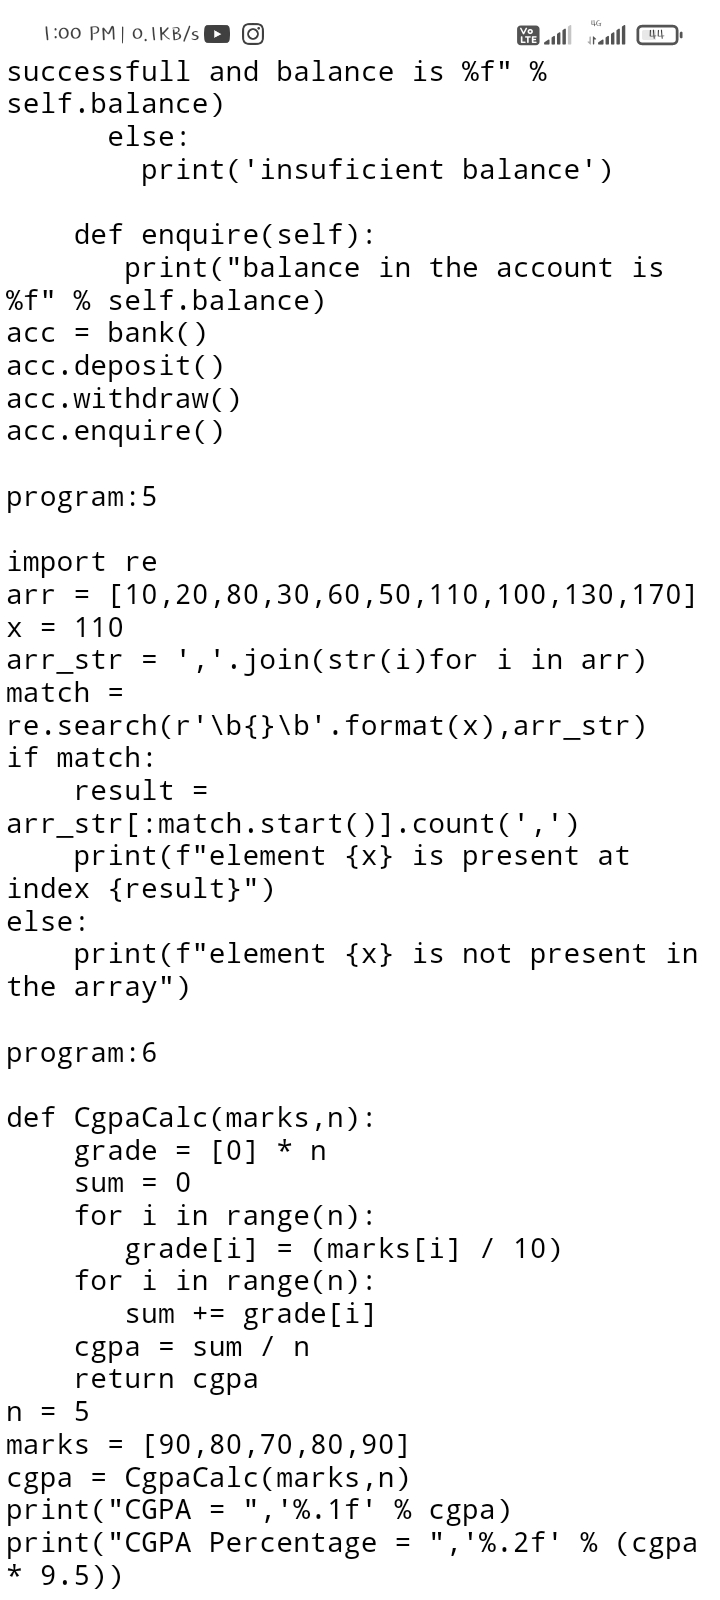 1:00 PM| 0.1KB/s
Vo LTE
4G
44
successfull and balance is %f" %
self.balance)
      else:
        print('insuficient balance')

    def enquire(self):
       print("balance in the account is
%f" % self.balance)
acc = bank()
acc.deposit()
acc.withdraw()
acc.enquire()

program:5

import re
arr = [10,20,80,30,60,50,110,100,130,170]
x = 110
arr_str = ','.join(str(i)for i in arr)
match =
re.search(r'\b{}\b'.format(x),arr_str)
if match:
    result =
arr_str[:match.start()].count(',')
    print(f"element {x} is present at
index {result}")
else:
    print(f"element {x} is not present in
the array")

program:6

def CgpaCalc(marks,n):
    grade = [0] * n
    sum = 0
    for i in range(n):
       grade[i] = (marks[i] / 10)
    for i in range(n):
       sum += grade[i]
    cgpa = sum / n
    return cgpa
n = 5
marks = [90,80,70,80,90]
cgpa = CgpaCalc(marks,n)
print("CGPA = ",'%.1f' % cgpa)
print("CGPA Percentage = ",'%.2f' % (cgpa
* 9.5))